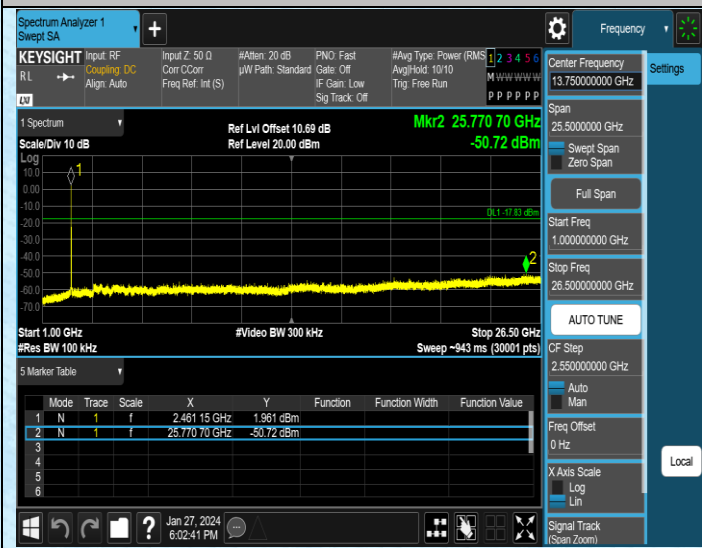 Spectrum Analyzer 1
Swept SA
Frequency
KEYSIGHT
RL
LXI
Input: RF
Coupling: DC
Align: Auto
Input Z: 50 Ω
Corr CCorr
Freq Ref: Int (S)
#Atten: 20 dB
µW Path: Standard
PNO: Fast
Gate: Off
IF Gain: Low
Sig Track: Off
#Avg Type: Power (RMS
Avg|Hold: 10/10
Trig: Free Run
1 2 3 4 5 6
M W W W W W
P P P P P P
1 Spectrum
Scale/Div 10 dB
Ref Lvl Offset 10.69 dB
Ref Level 20.00 dBm
Mkr2 25.770 70 GHz
-50.72 dBm
Log
10.0
0.00
-10.0
-20.0
-30.0
-40.0
-50.0
-60.0
-70.0
1
DL1 -17.83 dBm
2
Start 1.00 GHz
#Res BW 100 kHz
#Video BW 300 kHz
Stop 26.50 GHz
Sweep ~943 ms (30001 pts)
5 Marker Table
Mode Trace Scale X Y Function Function Width Function Value
1 N 1 f 2.461 15 GHz 1.961 dBm
2 N 1 f 25.770 70 GHz -50.72 dBm
3
4
5
6
?
Jan 27, 2024
6:02:41 PM
Center Frequency
13.750000000 GHz
Settings
Span
25.5000000 GHz
Swept Span
Zero Span
Full Span
Start Freq
1.000000000 GHz
Stop Freq
26.500000000 GHz
AUTO TUNE
CF Step
2.550000000 GHz
Auto
Man
Freq Offset
0 Hz
Local
X Axis Scale
Log
Lin
Signal Track
(Span Zoom)